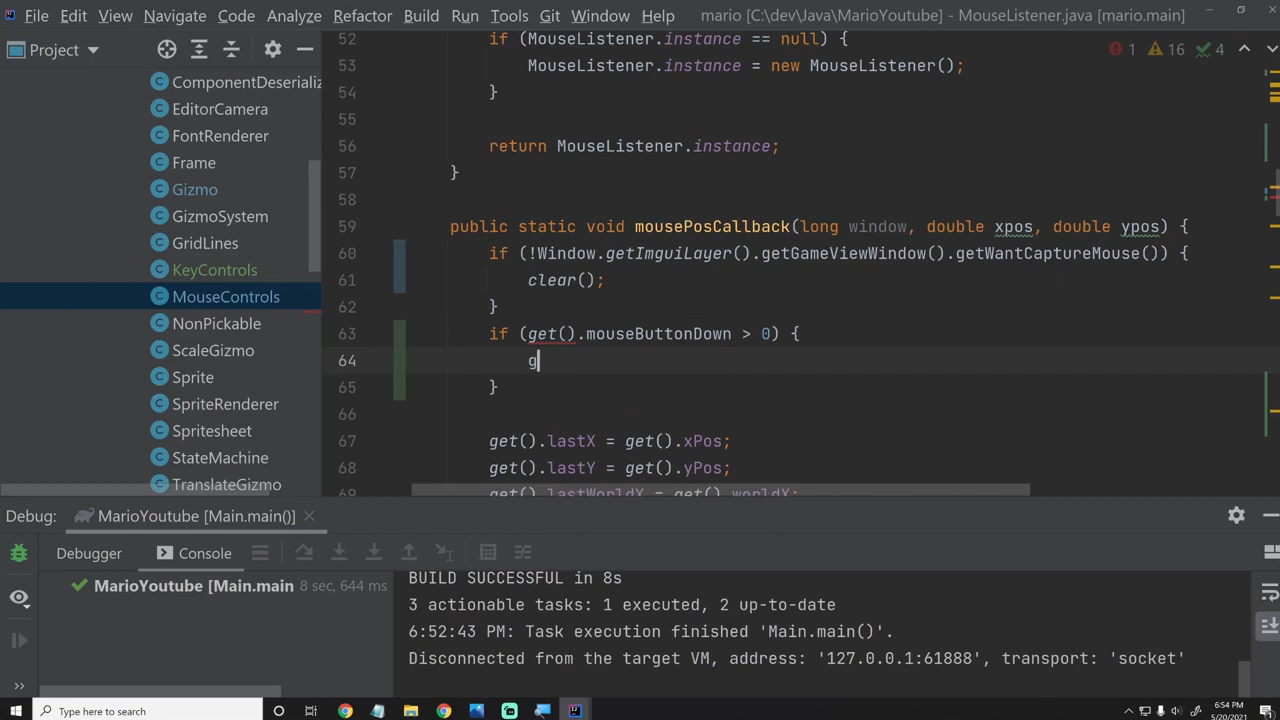 File Edit View Navigate Code Analyze Refactor Build Run Tools Git Window Help mario [C:\dev\Java\MarioYoutube] – MouseListener.java [mario.main]
Project
ComponentDeserializ
EditorCamera
FontRenderer
Frame
Gizmo
GizmoSystem
GridLines
KeyControls
MouseControls
NonPickable
ScaleGizmo
Sprite
SpriteRenderer
Spritesheet
StateMachine
TranslateGizmo
1 16 4
52 if (MouseListener.instance == null) {
53 MouseListener.instance = new MouseListener();
54 }
55
56 return MouseListener.instance;
57 }
58
59 public static void mousePosCallback(long window, double xpos, double ypos) {
60 if (!Window.getImguiLayer().getGameViewWindow().getWantCaptureMouse()) {
61 clear();
62 }
63 if (get().mouseButtonDown > 0) {
64 g
65 }
66
67 get().lastX = get().xPos;
68 get().lastY = get().yPos;
69 get().lastWorldX = get().worldX;
Debug: MarioYoutube [Main.main()]
Debugger Console
MarioYoutube [Main.main 8 sec, 644 ms
BUILD SUCCESSFUL in 8s
3 actionable tasks: 1 executed, 2 up-to-date
6:52:43 PM: Task execution finished 'Main.main()'.
Disconnected from the target VM, address: '127.0.0.1:61888', transport: 'socket'
Type here to search
6:54 PM
5/20/2021